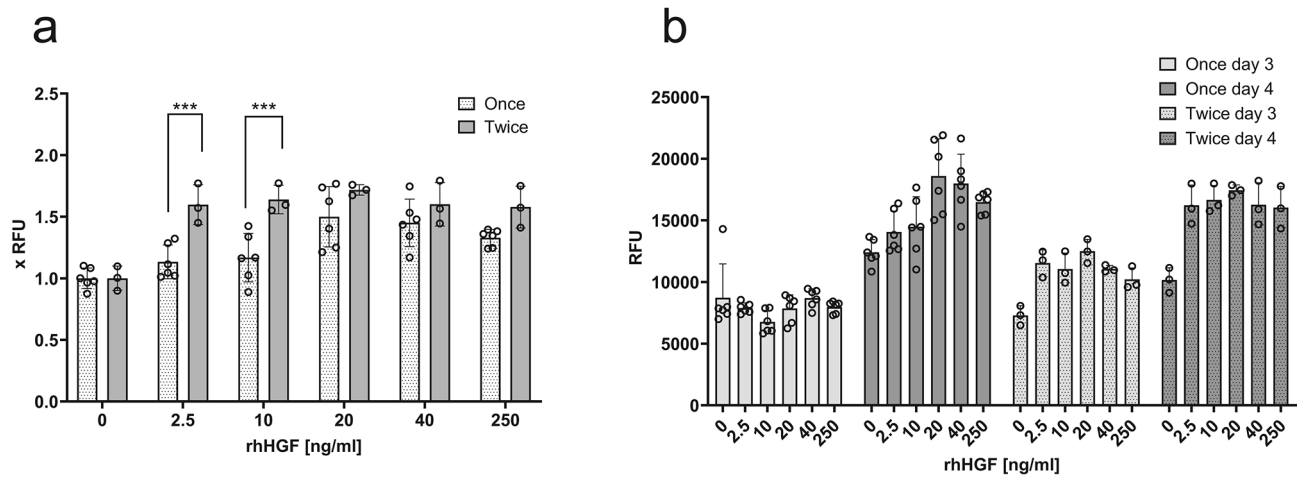 a
x RFU
2.5
2.0
1.5
1.0
0.5
0.0
***
***
Once
Twice
0 2.5 10 20 40 250
rhHGF [ng/ml]
b
RFU
25000
20000
15000
10000
5000
0
Once day 3
Once day 4
Twice day 3
Twice day 4
0 2.5 10 20 40 250 0 2.5 10 20 40 250 0 2.5 10 20 40 250 0 2.5 10 20 40 250
rhHGF [ng/ml]